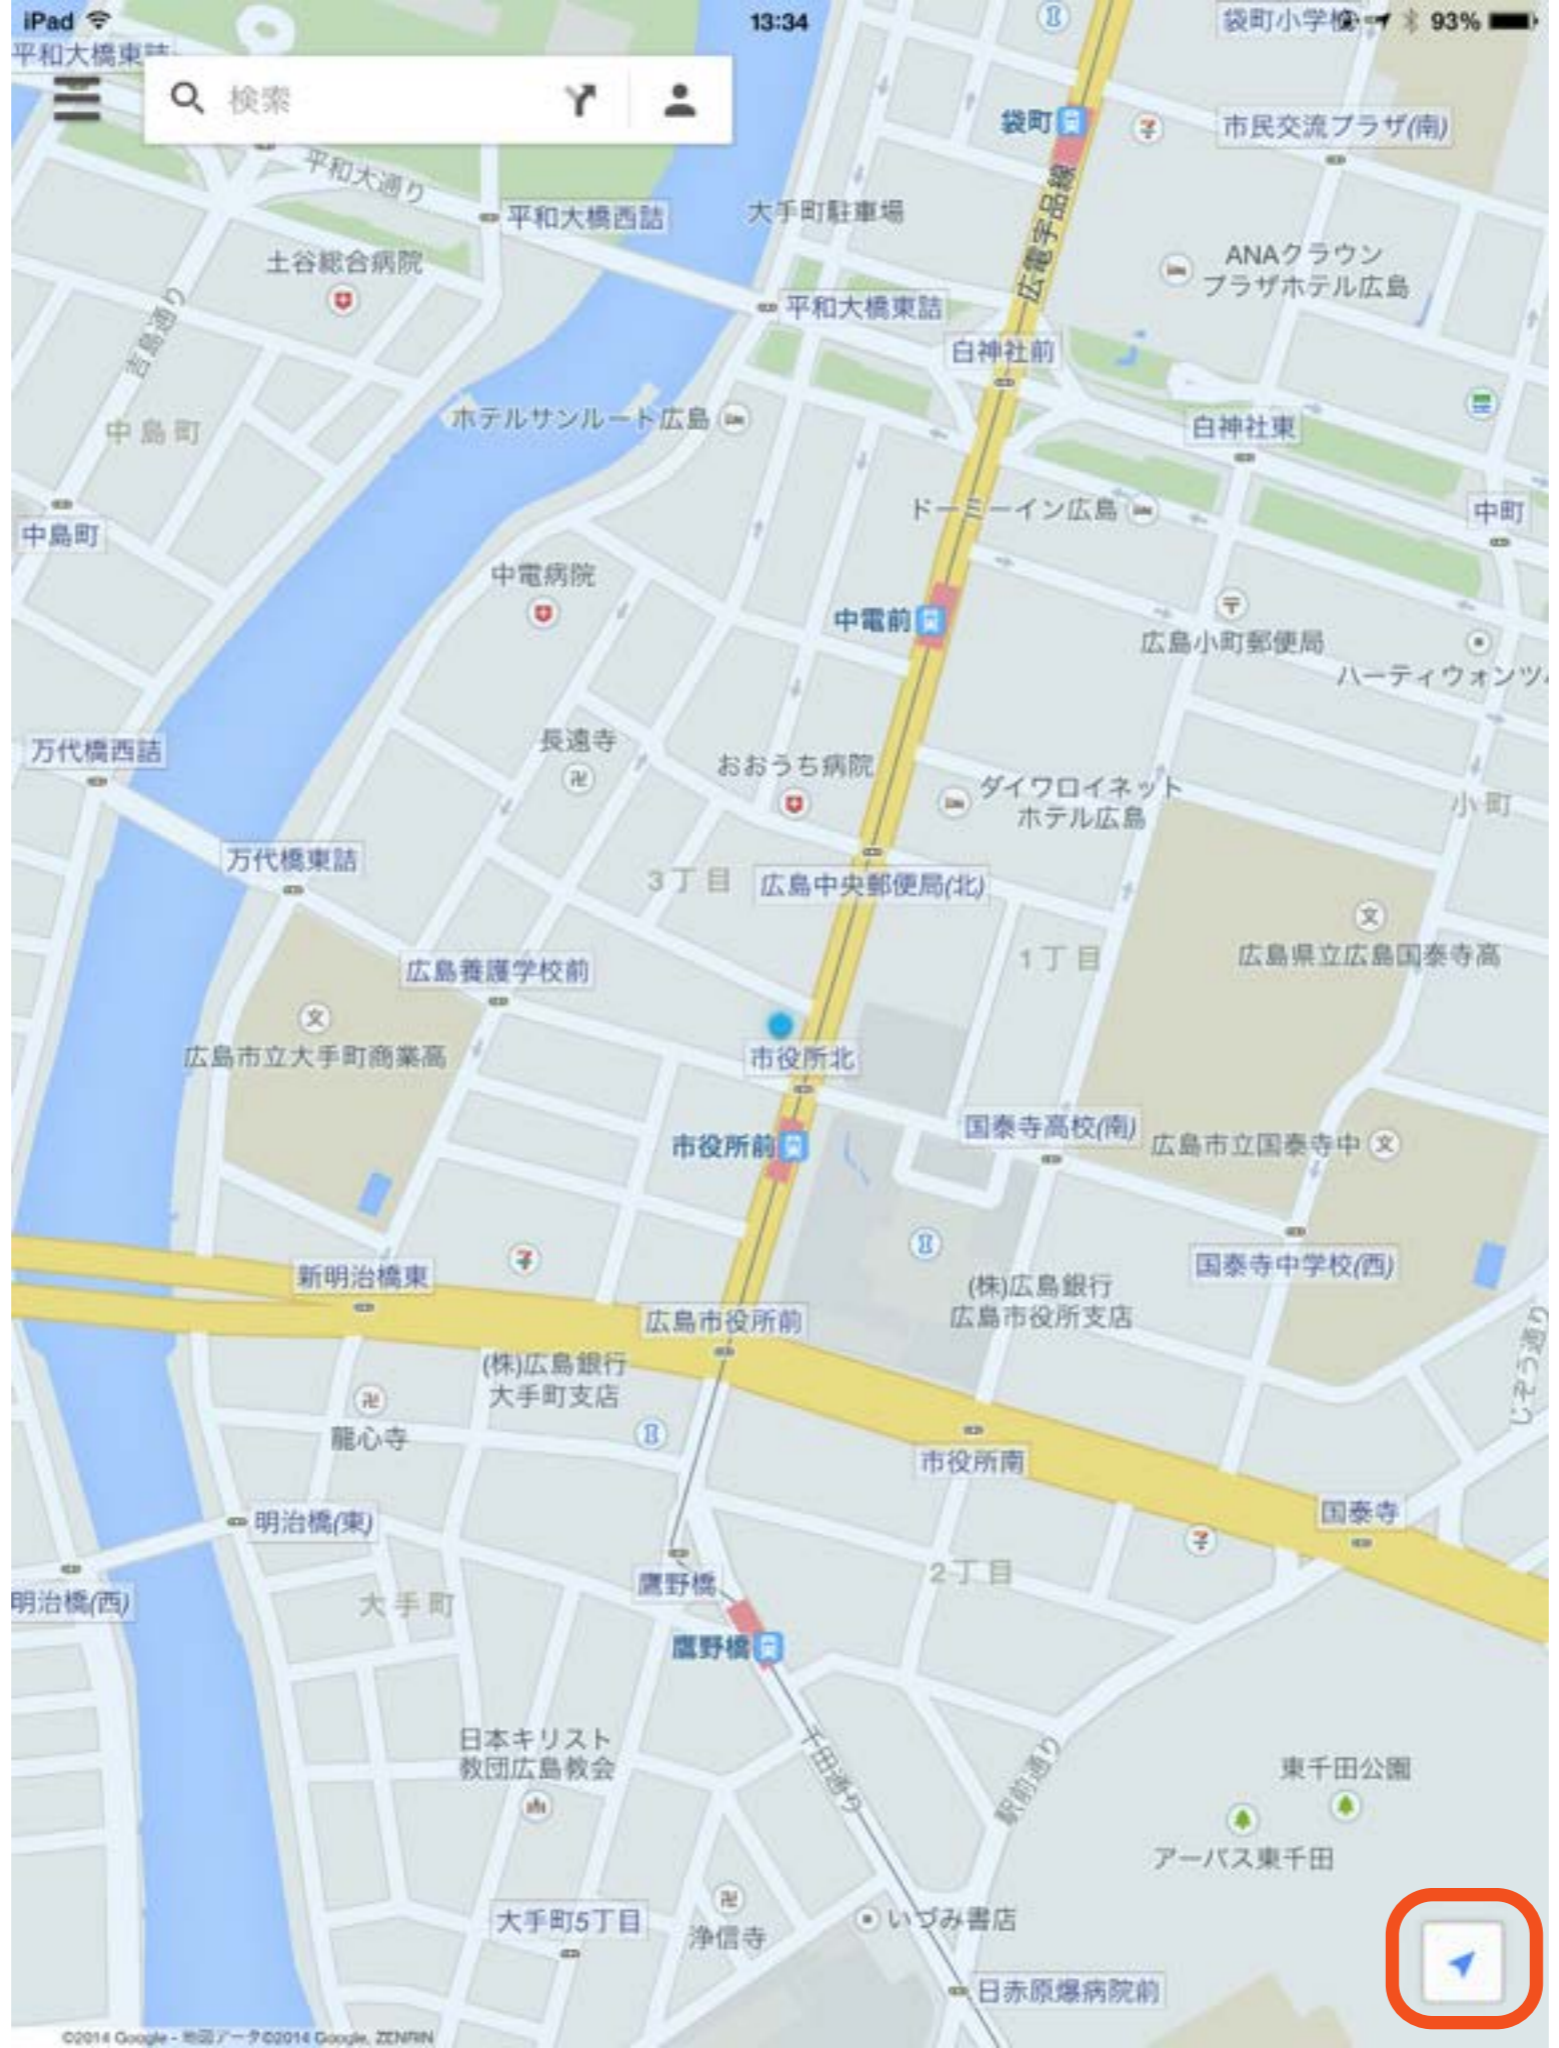 iPad
13:34
93%
袋町小学校
平和大橋東詰
検索
袋町
市民交流プラザ(南)
平和大通り
平和大橋西詰
大手町駐車場
広電宇品線
土谷総合病院
ANAクラウン
プラザホテル広島
吉島通り
平和大橋東詰
白神社前
ホテルサンルート広島
中島町
白神社東
ドーミーイン広島
中町
中島町
中電病院
中電前
広島小町郵便局
ハーティウォンツ
長遠寺
万代橋西詰
おおうち病院
ダイワロイネット
ホテル広島
小町
万代橋東詰
3丁目
広島中央郵便局(北)
広島県立広島国泰寺高
1丁目
広島養護学校前
広島市立大手町商業高
市役所北
国泰寺高校(南)
広島市立国泰寺中
市役所前
国泰寺中学校(西)
新明治橋東
(株)広島銀行
広島市役所支店
広島市役所前
じぞう通り
(株)広島銀行
大手町支店
龍心寺
市役所南
国泰寺
明治橋(東)
2丁目
鷹野橋
明治橋(西)
大手町
鷹野橋
日本キリスト
教団広島教会
千田通り
駅前通り
東千田公園
アーバス東千田
大手町5丁目
浄信寺
いづみ書店
日赤原爆病院前
©2014 Google - 地図データ©2014 Google, ZENRIN